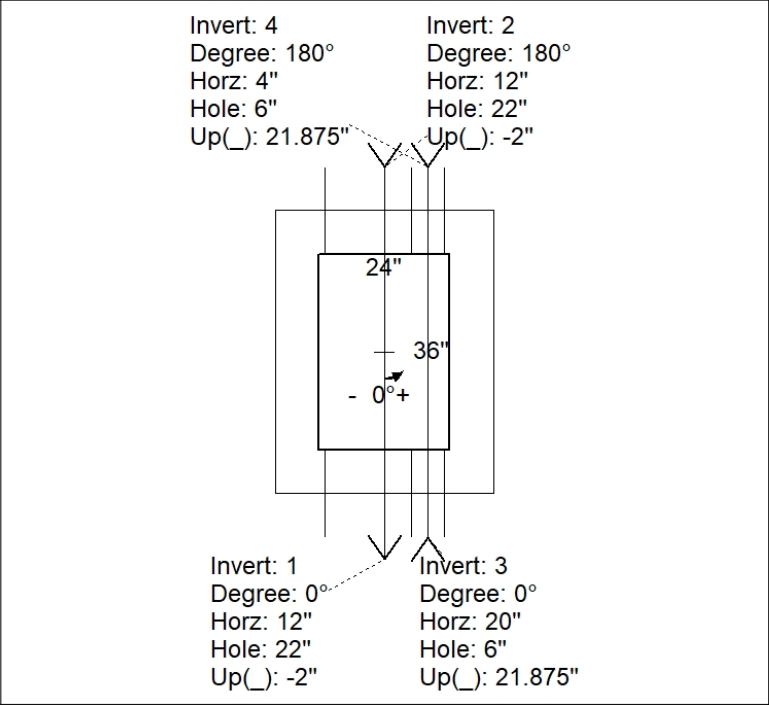 Invert: 4
Degree: 180°
Horz: 4"
Hole: 6"
Up(_): 21.875"
Invert: 2
Degree: 180°
Horz: 12"
Hole: 22"
Up(_): -2"
24"
36"
- 0°+
Invert: 1
Degree: 0°
Horz: 12"
Hole: 22"
Up(_): -2"
Invert: 3
Degree: 0°
Horz: 20"
Hole: 6"
Up(_): 21.875"